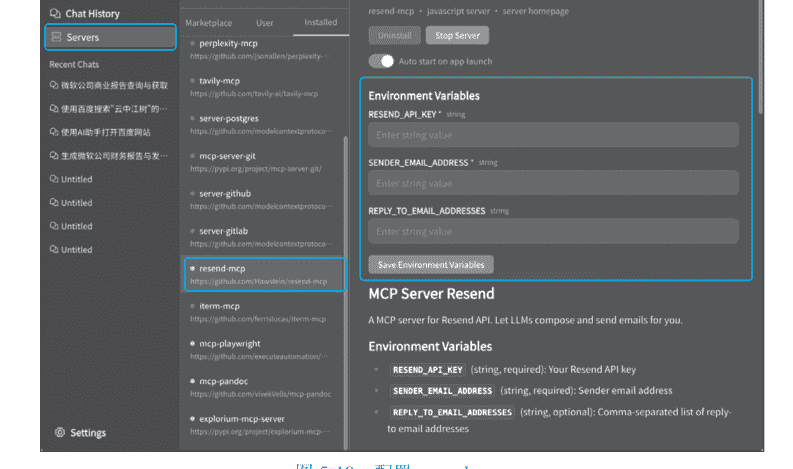 Chat History
Servers
Recent Chats
微软公司商业报告查询与获取
使用百度搜索“云中江树”的⋯
使用AI助手打开百度网站
生成微软公司财务报告与发⋯
Untitled
Untitled
Untitled
Untitled
Settings
Marketplace User Installed
perplexity-mcp
https://github.com/jsonallen/perplexity-⋯
tavily-mcp
https://github.com/tavily-ai/tavily-mcp
server-postgres
https://github.com/modelcontextprotoco⋯
mcp-server-git
https://pypi.org/project/mcp-server-git/
server-github
https://github.com/modelcontextprotoco⋯
server-gitlab
https://github.com/modelcontextprotoco⋯
resend-mcp
https://github.com/Hawstein/resend-mcp
iterm-mcp
https://github.com/ferrislucas/iterm-mcp
mcp-playwright
https://github.com/executeautomation/⋯
mcp-pandoc
https://github.com/vivekVells/mcp-pandoc
explorium-mcp-server
https://pypi.org/project/explorium-mcp-⋯
resend-mcp • javascript server • server homepage
Uninstall Stop Server
Auto start on app launch
Environment Variables
RESEND_API_KEY * string
Enter string value
SENDER_EMAIL_ADDRESS * string
Enter string value
REPLY_TO_EMAIL_ADDRESSES string
Enter string value
Save Environment Variables
MCP Server Resend
A MCP server for Resend API. Let LLMs compose and send emails for you.
Environment Variables
• RESEND_API_KEY (string, required): Your Resend API key
• SENDER_EMAIL_ADDRESS (string, required): Sender email address
• REPLY_TO_EMAIL_ADDRESSES (string, optional): Comma-separated list of reply-
to email addresses